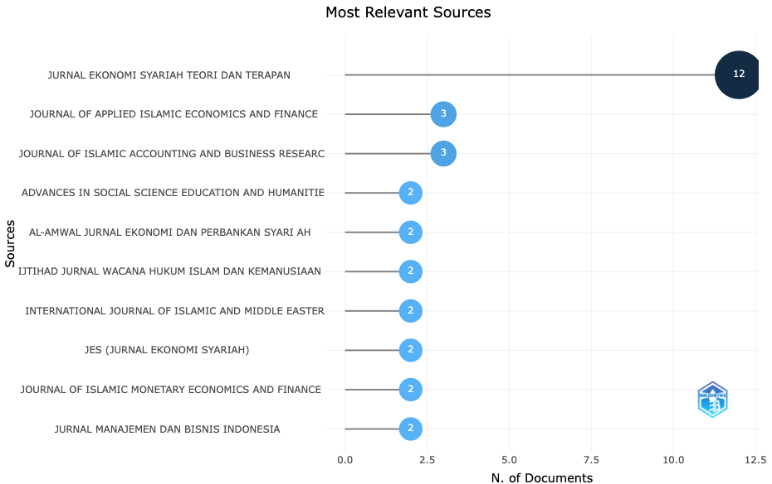 Most Relevant Sources
JURNAL EKONOMI SYARIAH TEORI DAN TERAPAN
12
JOURNAL OF APPLIED ISLAMIC ECONOMICS AND FINANCE
3
JOURNAL OF ISLAMIC ACCOUNTING AND BUSINESS RESEARC
3
ADVANCES IN SOCIAL SCIENCE EDUCATION AND HUMANITIE
2
AL-AMWAL JURNAL EKONOMI DAN PERBANKAN SYARI AH
2
IJTIHAD JURNAL WACANA HUKUM ISLAM DAN KEMANUSIAAN
2
INTERNATIONAL JOURNAL OF ISLAMIC AND MIDDLE EASTER
2
JES (JURNAL EKONOMI SYARIAH)
2
JOURNAL OF ISLAMIC MONETARY ECONOMICS AND FINANCE
2
JURNAL MANAJEMEN DAN BISNIS INDONESIA
2
Sources
0.0 2.5 5.0 7.5 10.0 12.5
N. of Documents